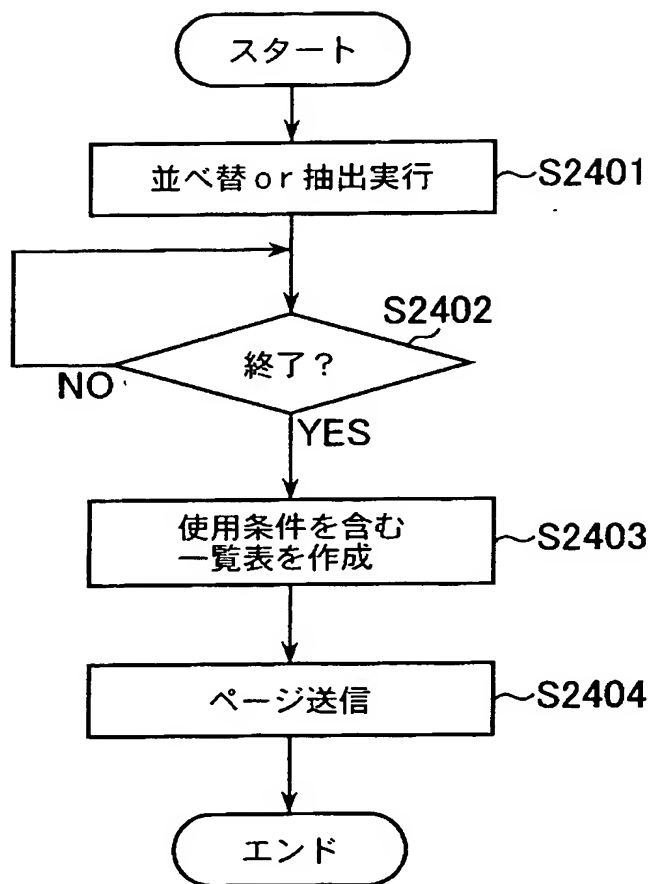 スタート
並べ替or抽出実行
S2401
S2402
終了？
NO
YES
使用条件を含む
一覧表を作成
S2403
ページ送信
S2404
エンド